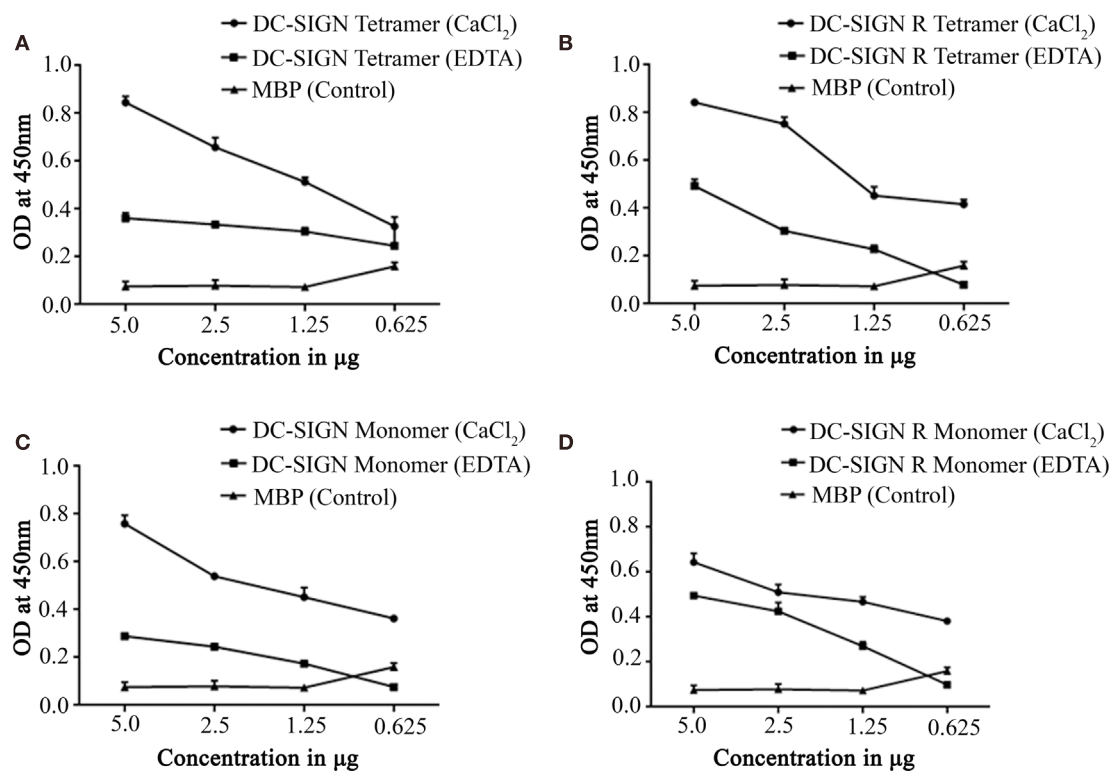 A
DC-SIGN Tetramer (CaCl₂)
DC-SIGN Tetramer (EDTA)
MBP (Control)
OD at 450nm
1.0
0.8
0.6
0.4
0.2
0.0
5.0 2.5 1.25 0.625
Concentration in μg
B
DC-SIGN R Tetramer (CaCl₂)
DC-SIGN R Tetramer (EDTA)
MBP (Control)
OD at 450nm
1.0
0.8
0.6
0.4
0.2
0.0
5.0 2.5 1.25 0.625
Concentration in μg
C
DC-SIGN Monomer (CaCl₂)
DC-SIGN Monomer (EDTA)
MBP (Control)
OD at 450nm
1.0
0.8
0.6
0.4
0.2
0.0
5.0 2.5 1.25 0.625
Concentration in μg
D
DC-SIGN R Monomer (CaCl₂)
DC-SIGN R Monomer (EDTA)
MBP (Control)
OD at 450nm
1.0
0.8
0.6
0.4
0.2
0.0
5.0 2.5 1.25 0.625
Concentration in μg